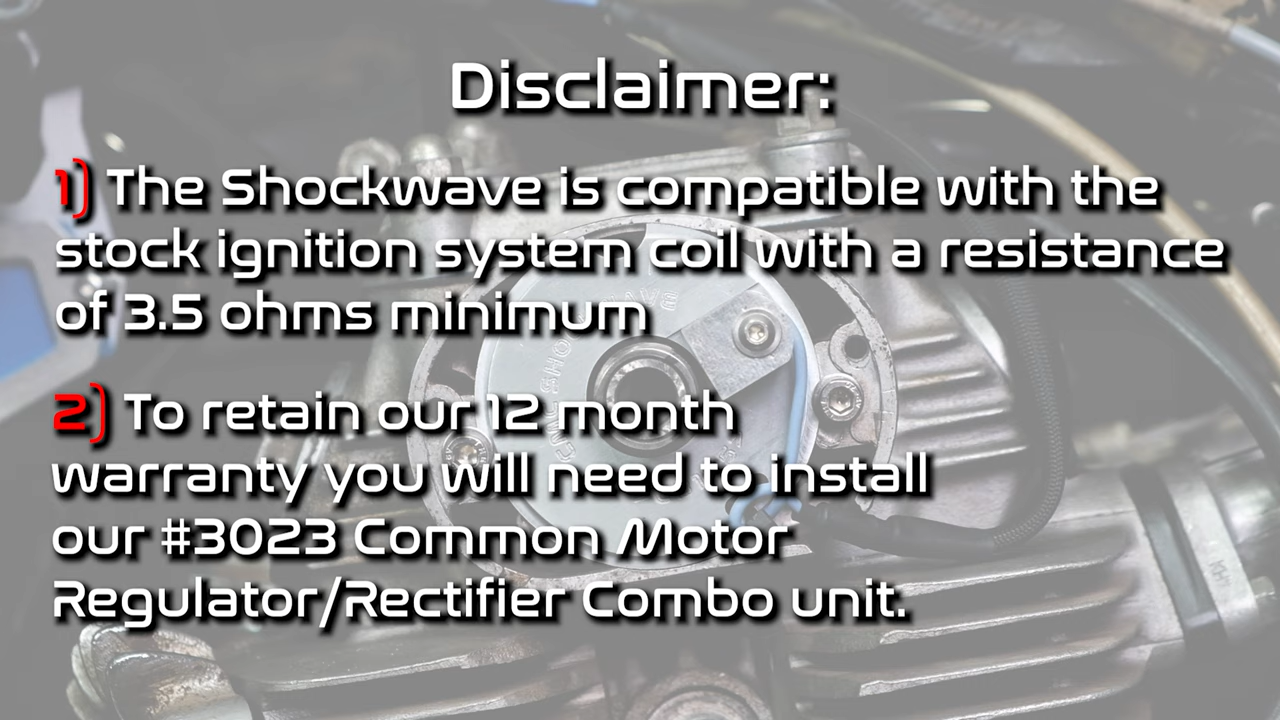 Disclaimer:
1) The Shockwave is compatible with the
stock ignition system coil with a resistance
of 3.5 ohms minimum
2) To retain our 12 month
warranty you will need to install
our #3023 Common Motor
Regulator/Rectifier Combo unit.